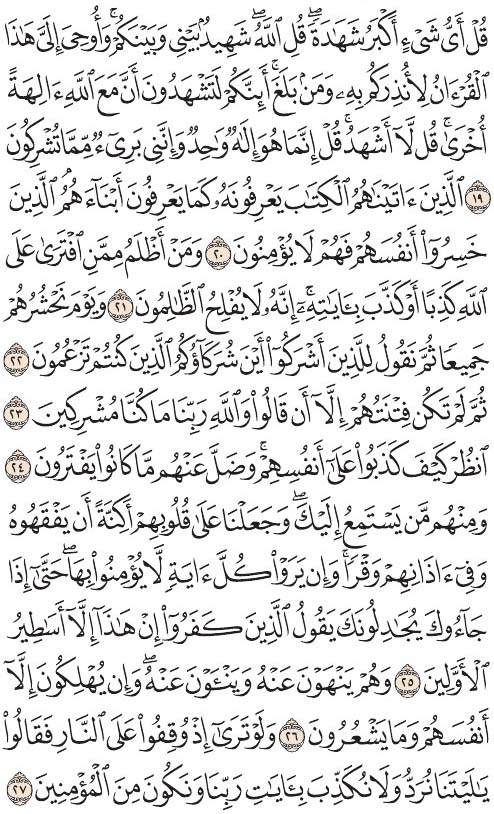 قُلْ أَيُّ شَيْءٍ أَكْبَرُ شَهَٰدَةً ۖ قُلِ ٱللَّهُ ۖ شَهِيدٌۢ بَيْنِي وَبَيْنَكُمْ ۚ وَأُوحِيَ إِلَيَّ هَٰذَا
ٱلْقُرْءَانُ لِأُنذِرَكُم بِهِۦ وَمَنۢ بَلَغَ ۚ أَئِنَّكُمْ لَتَشْهَدُونَ أَنَّ مَعَ ٱللَّهِ ءَالِهَةً
أُخْرَىٰ ۚ قُل لَّآ أَشْهَدُ ۚ قُلْ إِنَّمَا هُوَ إِلَٰهٌ وَٰحِدٌ وَإِنَّنِي بَرِيٓءٌ مِّمَّا تُشْرِكُونَ
١٩ ٱلَّذِينَ ءَاتَيْنَٰهُمُ ٱلْكِتَٰبَ يَعْرِفُونَهُۥ كَمَا يَعْرِفُونَ أَبْنَآءَهُمُ ۘ ٱلَّذِينَ
خَسِرُوٓا۟ أَنفُسَهُمْ فَهُمْ لَا يُؤْمِنُونَ ٢٠ وَمَنْ أَظْلَمُ مِمَّنِ ٱفْتَرَىٰ عَلَى
ٱللَّهِ كَذِبًا أَوْ كَذَّبَ بِـَٔايَٰتِهِۦٓ ۗ إِنَّهُۥ لَا يُفْلِحُ ٱلظَّٰلِمُونَ ٢١ وَيَوْمَ نَحْشُرُهُمْ
جَمِيعًا ثُمَّ نَقُولُ لِلَّذِينَ أَشْرَكُوٓا۟ أَيْنَ شُرَكَآؤُكُمُ ٱلَّذِينَ كُنتُمْ تَزْعُمُونَ ٢٢
ثُمَّ لَمْ تَكُن فِتْنَتُهُمْ إِلَّآ أَن قَالُوا۟ وَٱللَّهِ رَبِّنَا مَا كُنَّا مُشْرِكِينَ ٢٣
ٱنظُرْ كَيْفَ كَذَبُوا۟ عَلَىٰٓ أَنفُسِهِمْ ۚ وَضَلَّ عَنْهُم مَّا كَانُوا۟ يَفْتَرُونَ ٢٤
وَمِنْهُم مَّن يَسْتَمِعُ إِلَيْكَ ۖ وَجَعَلْنَا عَلَىٰ قُلُوبِهِمْ أَكِنَّةً أَن يَفْقَهُوهُ
وَفِيٓ ءَاذَانِهِمْ وَقْرًا ۚ وَإِن يَرَوْا۟ كُلَّ ءَايَةٍ لَّا يُؤْمِنُوا۟ بِهَا ۚ حَتَّىٰٓ إِذَا
جَآءُوكَ يُجَٰدِلُونَكَ يَقُولُ ٱلَّذِينَ كَفَرُوٓا۟ إِنْ هَٰذَآ إِلَّآ أَسَٰطِيرُ
ٱلْأَوَّلِينَ ٢٥ وَهُمْ يَنْهَوْنَ عَنْهُ وَيَنْـَٔوْنَ عَنْهُ ۖ وَإِن يُهْلِكُونَ إِلَّآ
أَنفُسَهُمْ وَمَا يَشْعُرُونَ ٢٦ وَلَوْ تَرَىٰٓ إِذْ وُقِفُوا۟ عَلَى ٱلنَّارِ فَقَالُوا۟
يَٰلَيْتَنَا نُرَدُّ وَلَا نُكَذِّبَ بِـَٔايَٰتِ رَبِّنَا وَنَكُونَ مِنَ ٱلْمُؤْمِنِينَ ٢٧